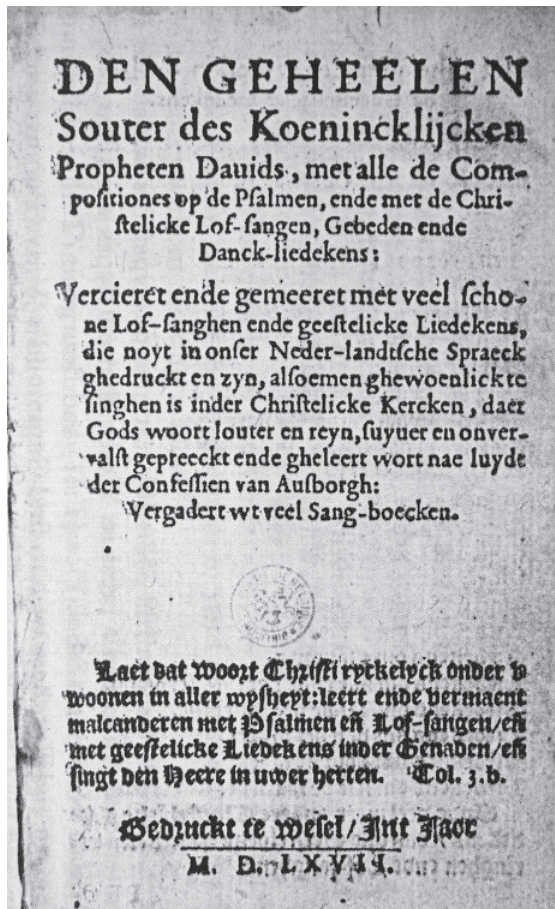 DEN GEHEELEN
Souter des Koenincklijcken
Propheten Dauids, met alle de Com-
positiones op de Psalmen, ende met de Chri-
stelicke Lof-sangen, Gebeden ende
Danck-liedekens:
Vercieret ende gemeeret met veel scho-
ne Lof-sanghen ende geestelicke Liedekens,
die noyt in onser Neder-landtsche Spraeck
ghedruckt en zyn, alsoemen ghewoenlick te
singhen is inder Christelicke Kercken, daer
Gods woort louter en reyn, suyuer en onver-
valst gepreeckt ende gheleert wort nae luyde
der Confessien van Ausborgh:
Vergadert wt veel Sang-boecken.
Laet dat woort Christi ryckelyck onder v
woonen in aller wysheyt: leert ende vermaent
malcanderen met Psalmen eñ Lof-sangen/eñ
met geestelicke Liedekens inder Genaden/eñ
singt den Heere in uwer herten. Col. 3.b.
Gedruckt te wesel/Int Jaor
M. D. LXVII.